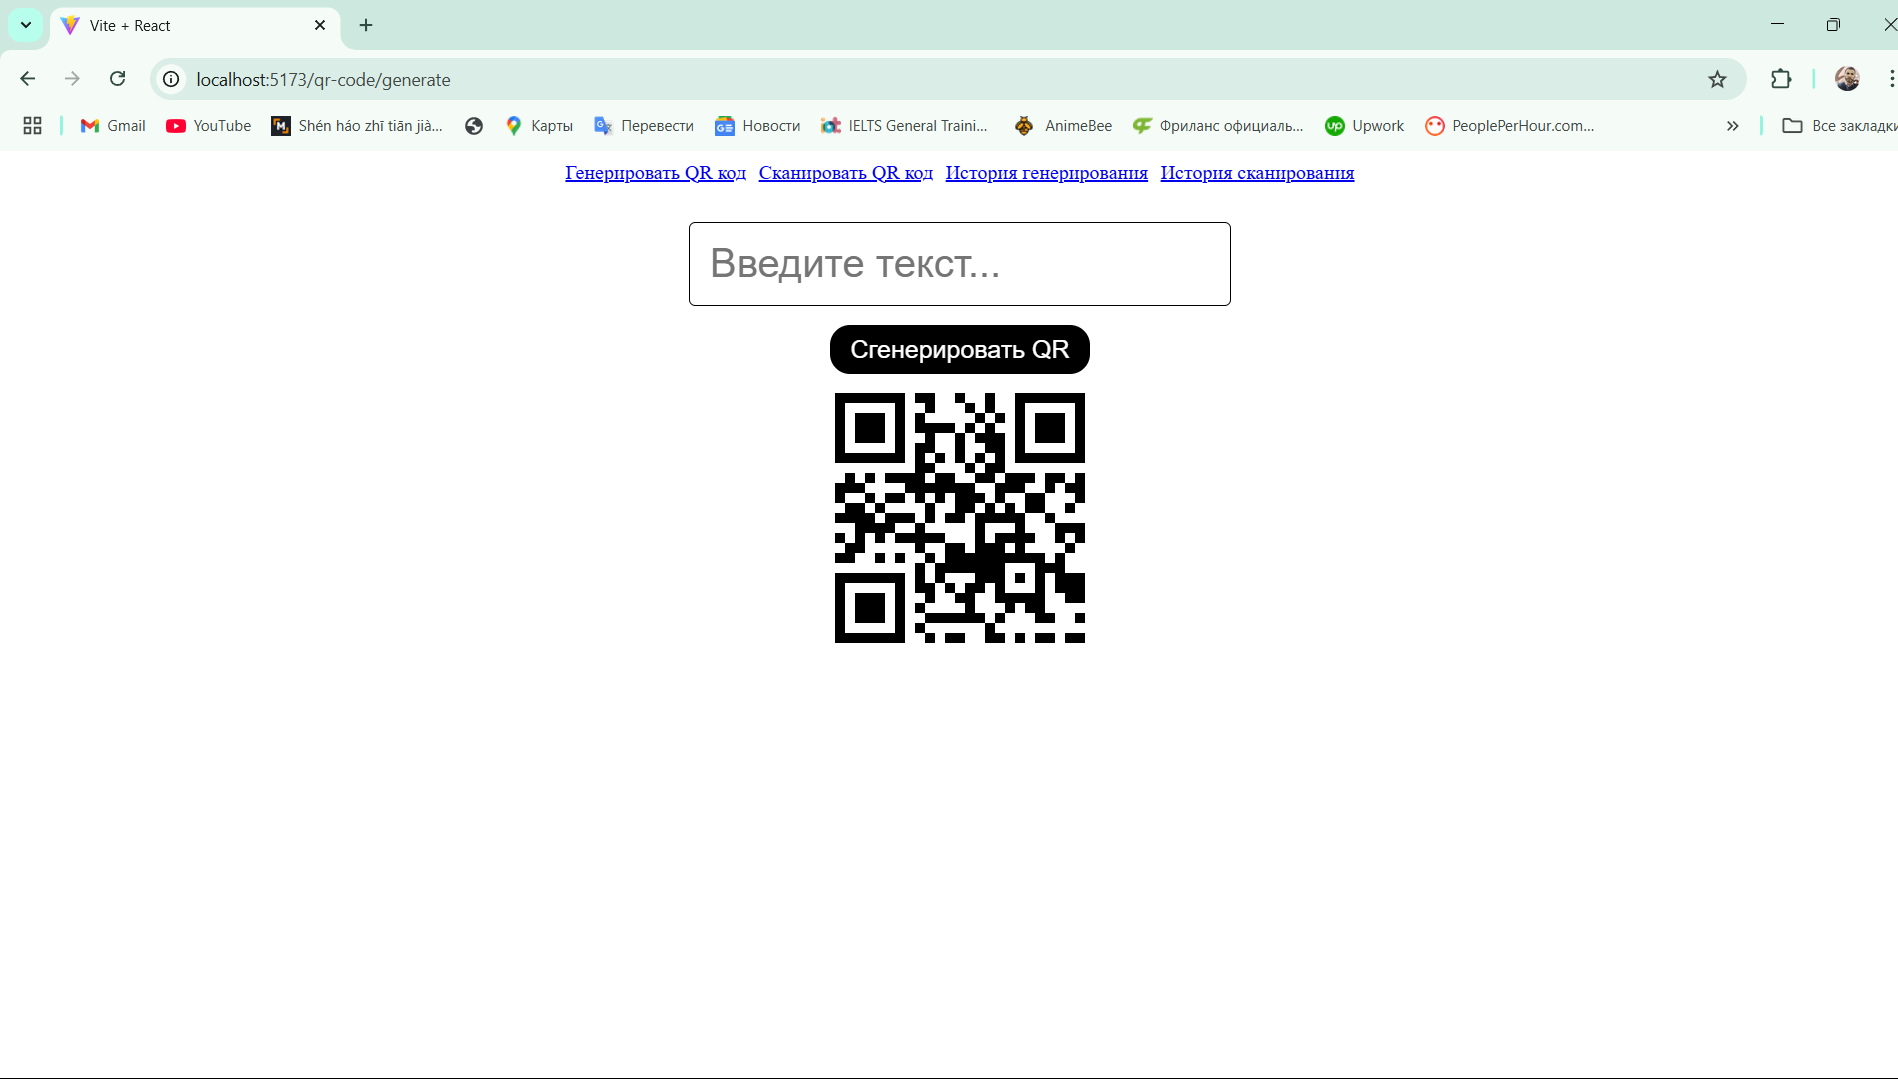 Vite + React
localhost:5173/qr-code/generate
Gmail YouTube Shén háo zhī tiān jià... Карты Перевести Новости IELTS General Traini... AnimeBee Фриланс официаль... Upwork PeoplePerHour.com... » Все закладки
Генерировать QR код Сканировать QR код История генерирования История сканирования
Введите текст...
Сгенерировать QR